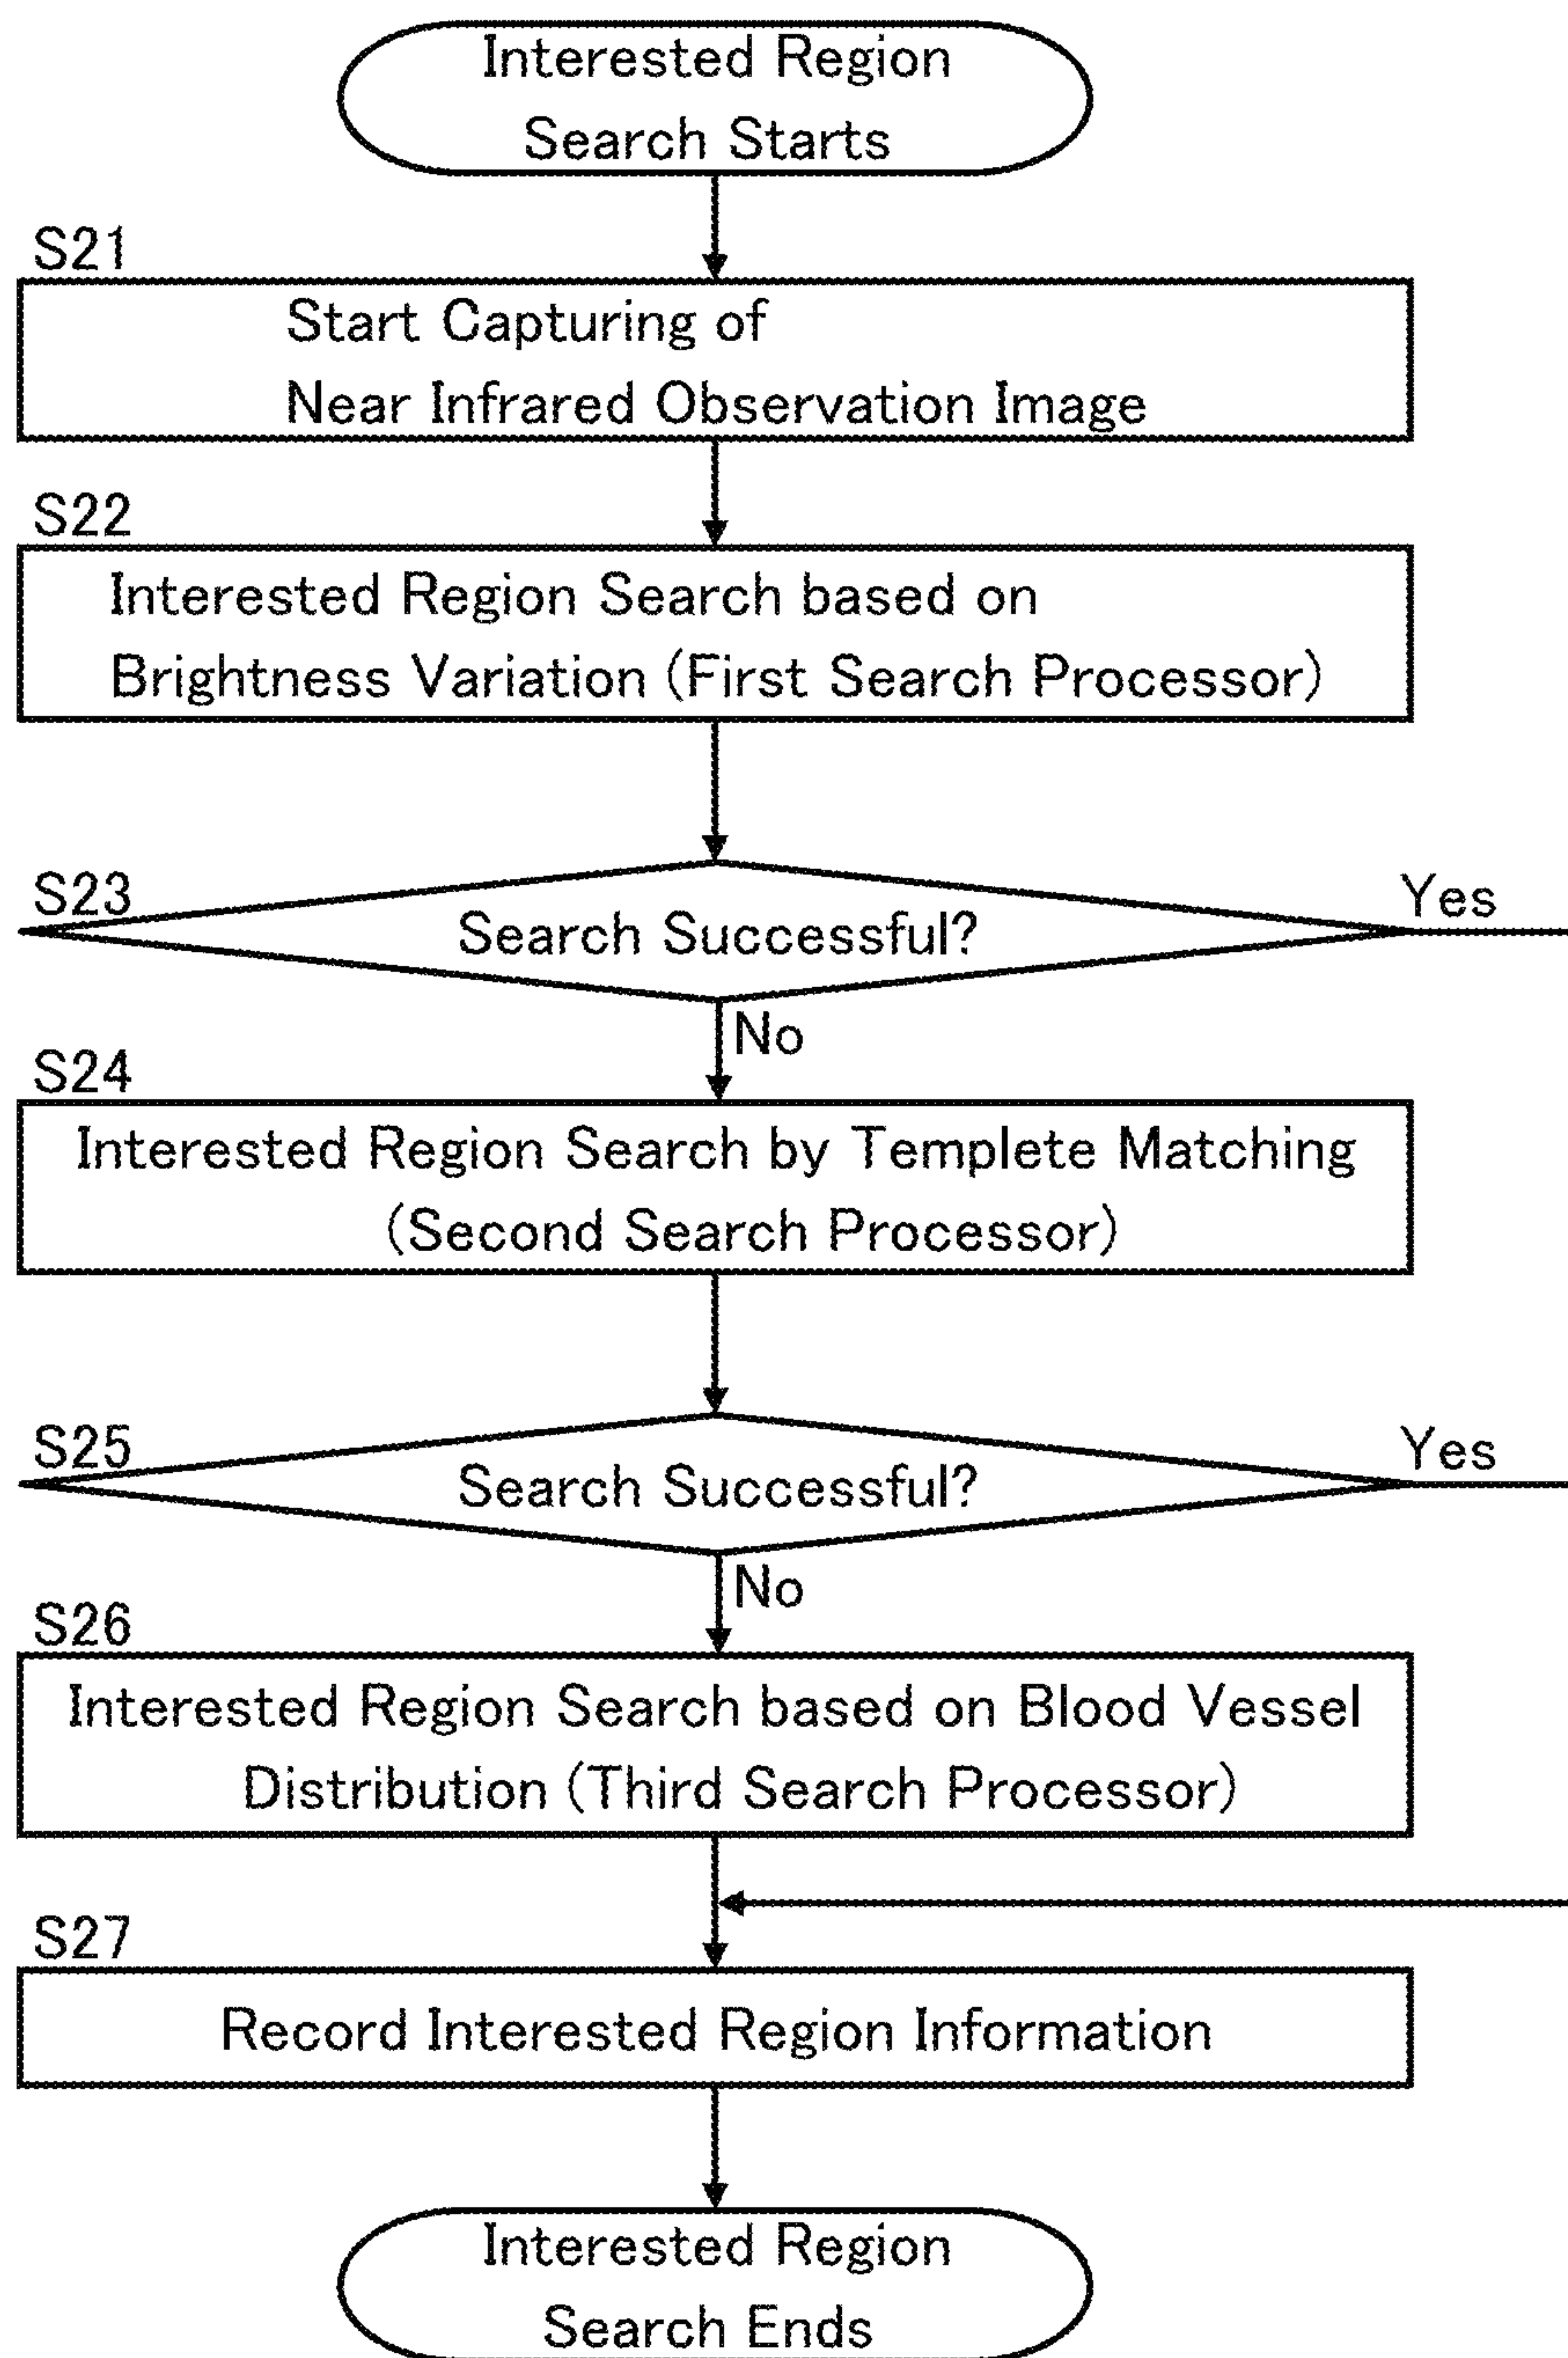 Interested Region
Search Starts
S21
Start Capturing of
Near Infrared Observation Image
S22
Interested Region Search based on
Brightness Variation (First Search Processor)
S23
Search Successful?
Yes
No
S24
Interested Region Search by Templete Matching
(Second Search Processor)
S25
Search Successful?
Yes
No
S26
Interested Region Search based on Blood Vessel
Distribution (Third Search Processor)
S27
Record Interested Region Information
Interested Region
Search Ends